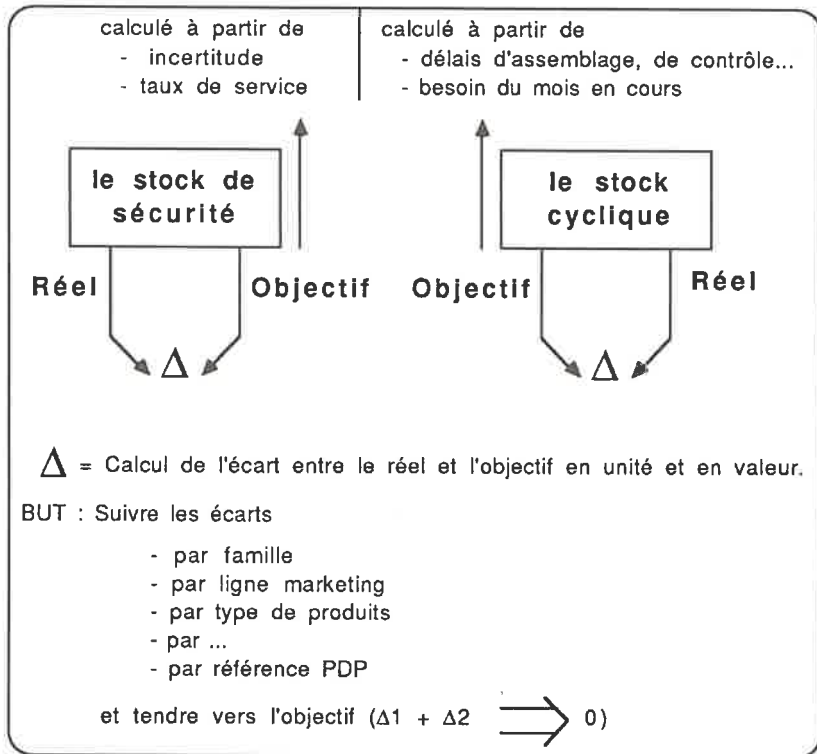 calculé à partir de
- incertitude
- taux de service
calculé à partir de
- délais d'assemblage, de contrôle...
- besoin du mois en cours
le stock de
sécurité
le stock
cyclique
Réel
Objectif
Objectif
Réel
Δ
Δ
Δ = Calcul de l'écart entre le réel et l'objectif en unité et en valeur.
BUT : Suivre les écarts
- par famille
- par ligne marketing
- par type de produits
- par ...
- par référence PDP
et tendre vers l'objectif (Δ1 + Δ2 ⇒ 0)